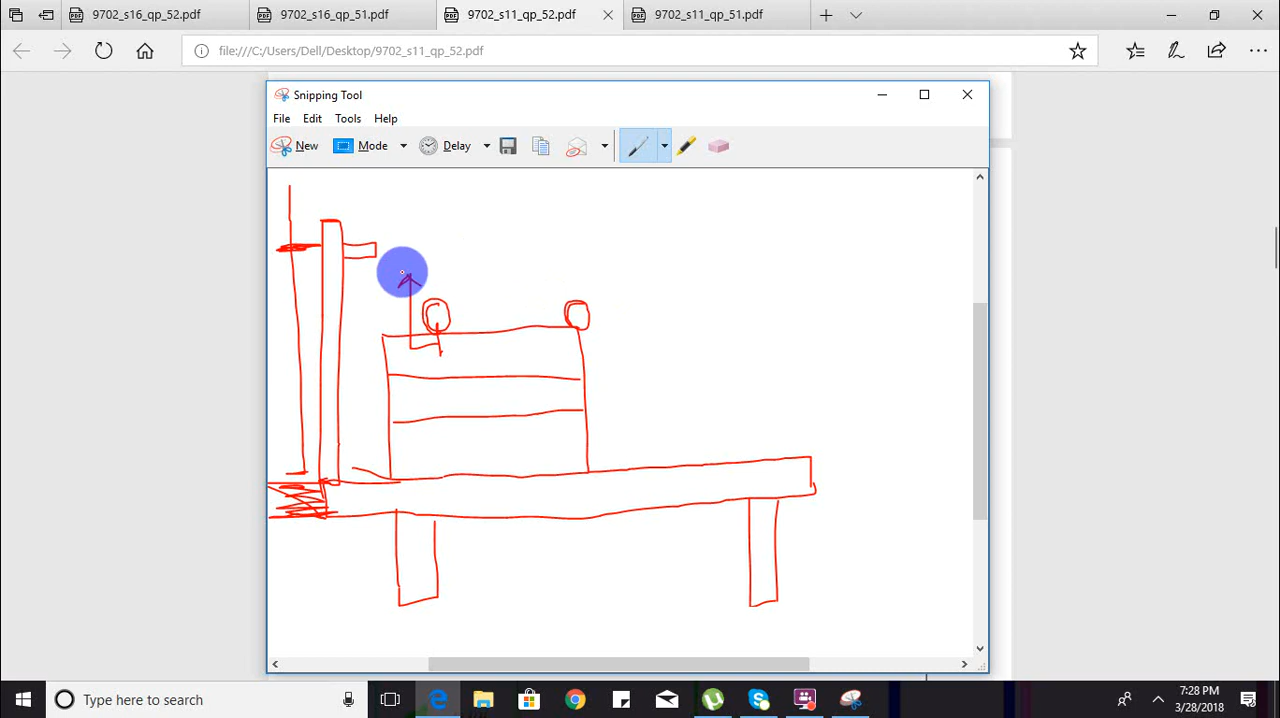 9702_s16_qp_52.pdf
9702_s16_qp_51.pdf
9702_s11_qp_52.pdf
9702_s11_qp_51.pdf
file:///C:/Users/Dell/Desktop/9702_s11_qp_52.pdf
Snipping Tool
File Edit Tools Help
New Mode Delay
Type here to search
7:28 PM
3/28/2018